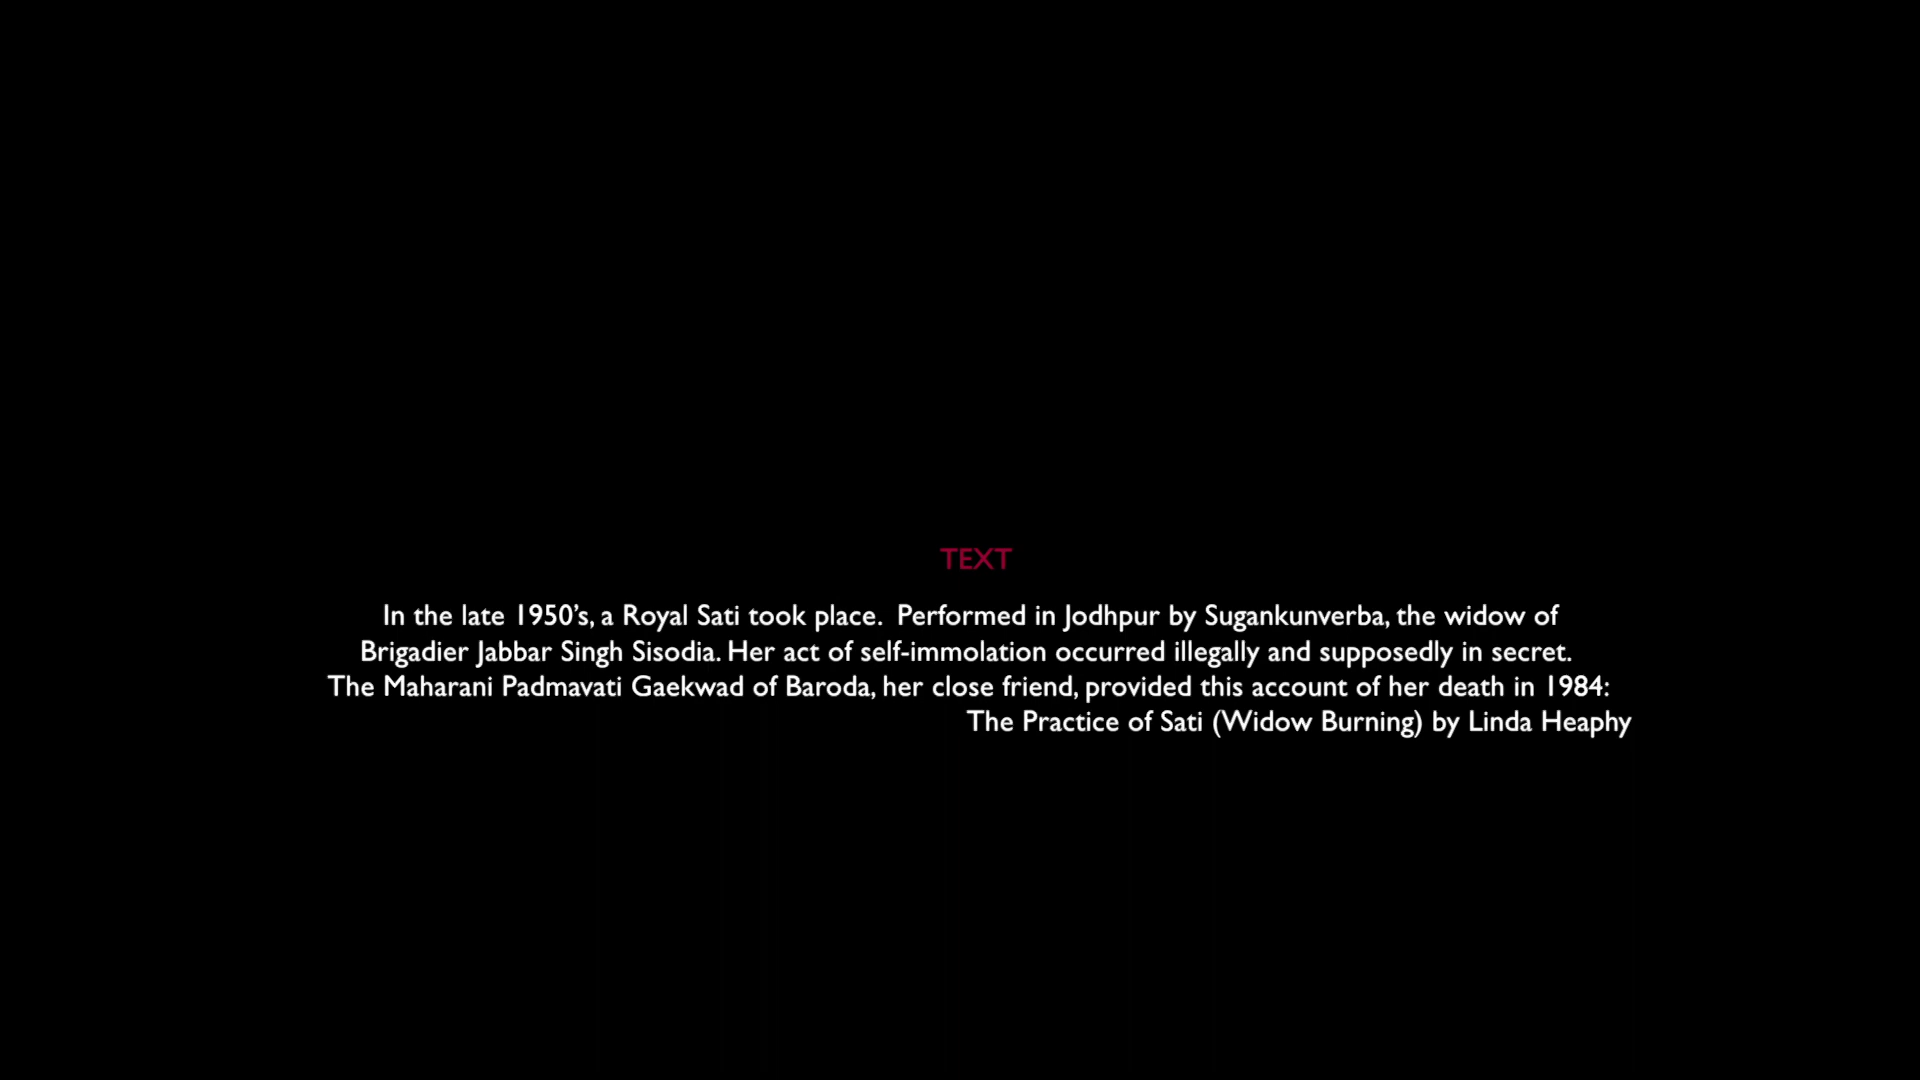 TEXT
In the late 1950’s, a Royal Sati took place.  Performed in Jodhpur by Sugankunverba, the widow of
Brigadier Jabbar Singh Sisodia. Her act of self-immolation occurred illegally and supposedly in secret.
The Maharani Padmavati Gaekwad of Baroda, her close friend, provided this account of her death in 1984:
The Practice of Sati (Widow Burning) by Linda Heaphy